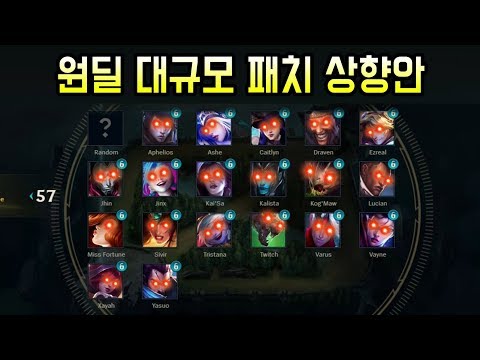 원딜 대규모 패치 상향안
?
Random Aphelios Ashe Caitlyn Draven Ezreal
57
Jhin Jinx Kai'Sa Kalista Kog'Maw Lucian
Miss Fortune Sivir Tristana Twitch Varus Vayne
Xayah Yasuo